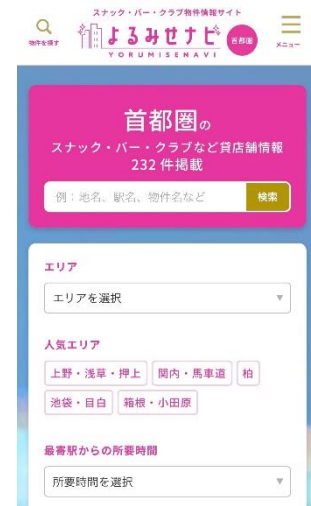 スナック・バー・クラブ物件情報サイト
よるみせナビ
首都圏
YORUMISENAVI
物件を探す
メニュー
首都圏の
スナック・バー・クラブなど貸店舗情報
232 件掲載
例：地名、駅名、物件名など
検索
エリア
エリアを選択
人気エリア
上野・浅草・押上
関内・馬車道
柏
池袋・目白
箱根・小田原
最寄駅からの所要時間
所要時間を選択